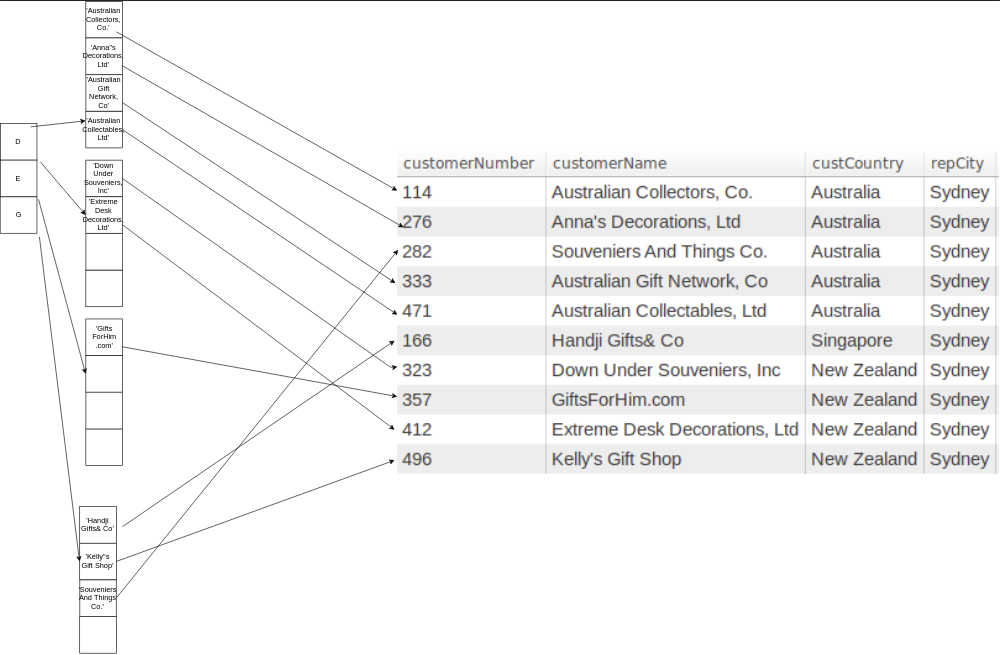 'Australian
Collectors,
Co.'
'Anna''s
Decorations,
Ltd'
'Australian
Gift
Network,
Co'
'Australian
Collectables,
Ltd'
D
E
G
'Down
Under
Souveniers,
Inc'
'Extreme
Desk
Decorations,
Ltd'
'Gifts
ForHim
.com'
'Handji
Gifts& Co'
'Kelly''s
Gift Shop'
'Souveniers
And Things
Co.'
customerNumber customerName custCountry repCity
114 Australian Collectors, Co. Australia Sydney
276 Anna's Decorations, Ltd Australia Sydney
282 Souveniers And Things Co. Australia Sydney
333 Australian Gift Network, Co Australia Sydney
471 Australian Collectables, Ltd Australia Sydney
166 Handji Gifts& Co Singapore Sydney
323 Down Under Souveniers, Inc New Zealand Sydney
357 GiftsForHim.com New Zealand Sydney
412 Extreme Desk Decorations, Ltd New Zealand Sydney
496 Kelly's Gift Shop New Zealand Sydney